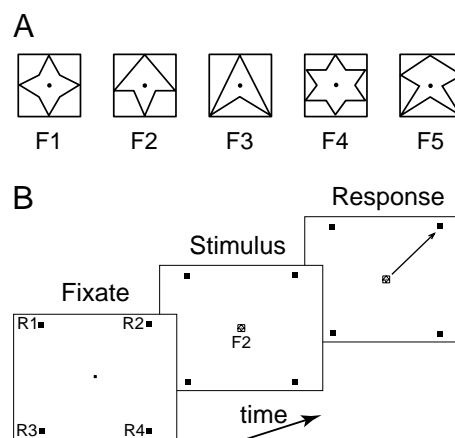 A
F1 F2 F3 F4 F5
B
Response
Stimulus
Fixate
R1 R2
F2
R3 R4
time